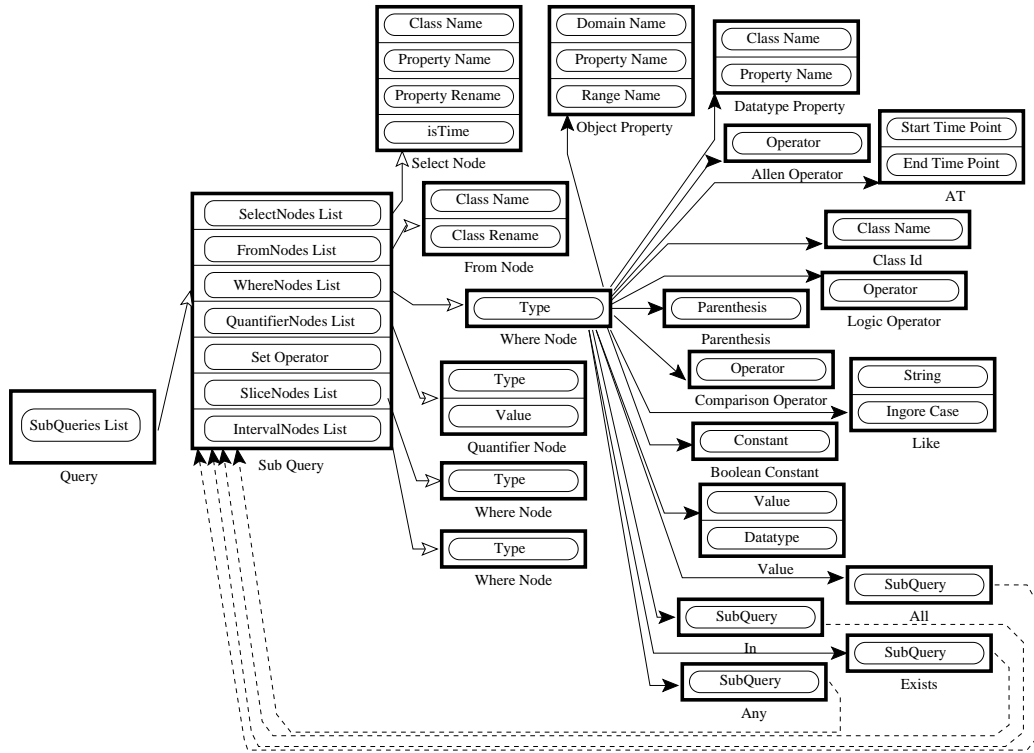 Class Name
Property Name
Property Rename
isTime
Select Node
Domain Name
Property Name
Range Name
Object Property
Class Name
Property Name
Datatype Property
Operator
Allen Operator
Start Time Point
End Time Point
AT
SelectNodes List
FromNodes List
WhereNodes List
QuantifierNodes List
Set Operator
SliceNodes List
IntervalNodes List
Sub Query
Class Name
Class Rename
From Node
Class Name
Class Id
Type
Where Node
Parenthesis
Parenthesis
Operator
Logic Operator
Operator
Comparison Operator
String
Ingore Case
Like
SubQueries List
Query
Type
Value
Quantifier Node
Constant
Boolean Constant
Type
Where Node
Value
Datatype
Value
Type
Where Node
SubQuery
All
SubQuery
In
SubQuery
Exists
SubQuery
Any